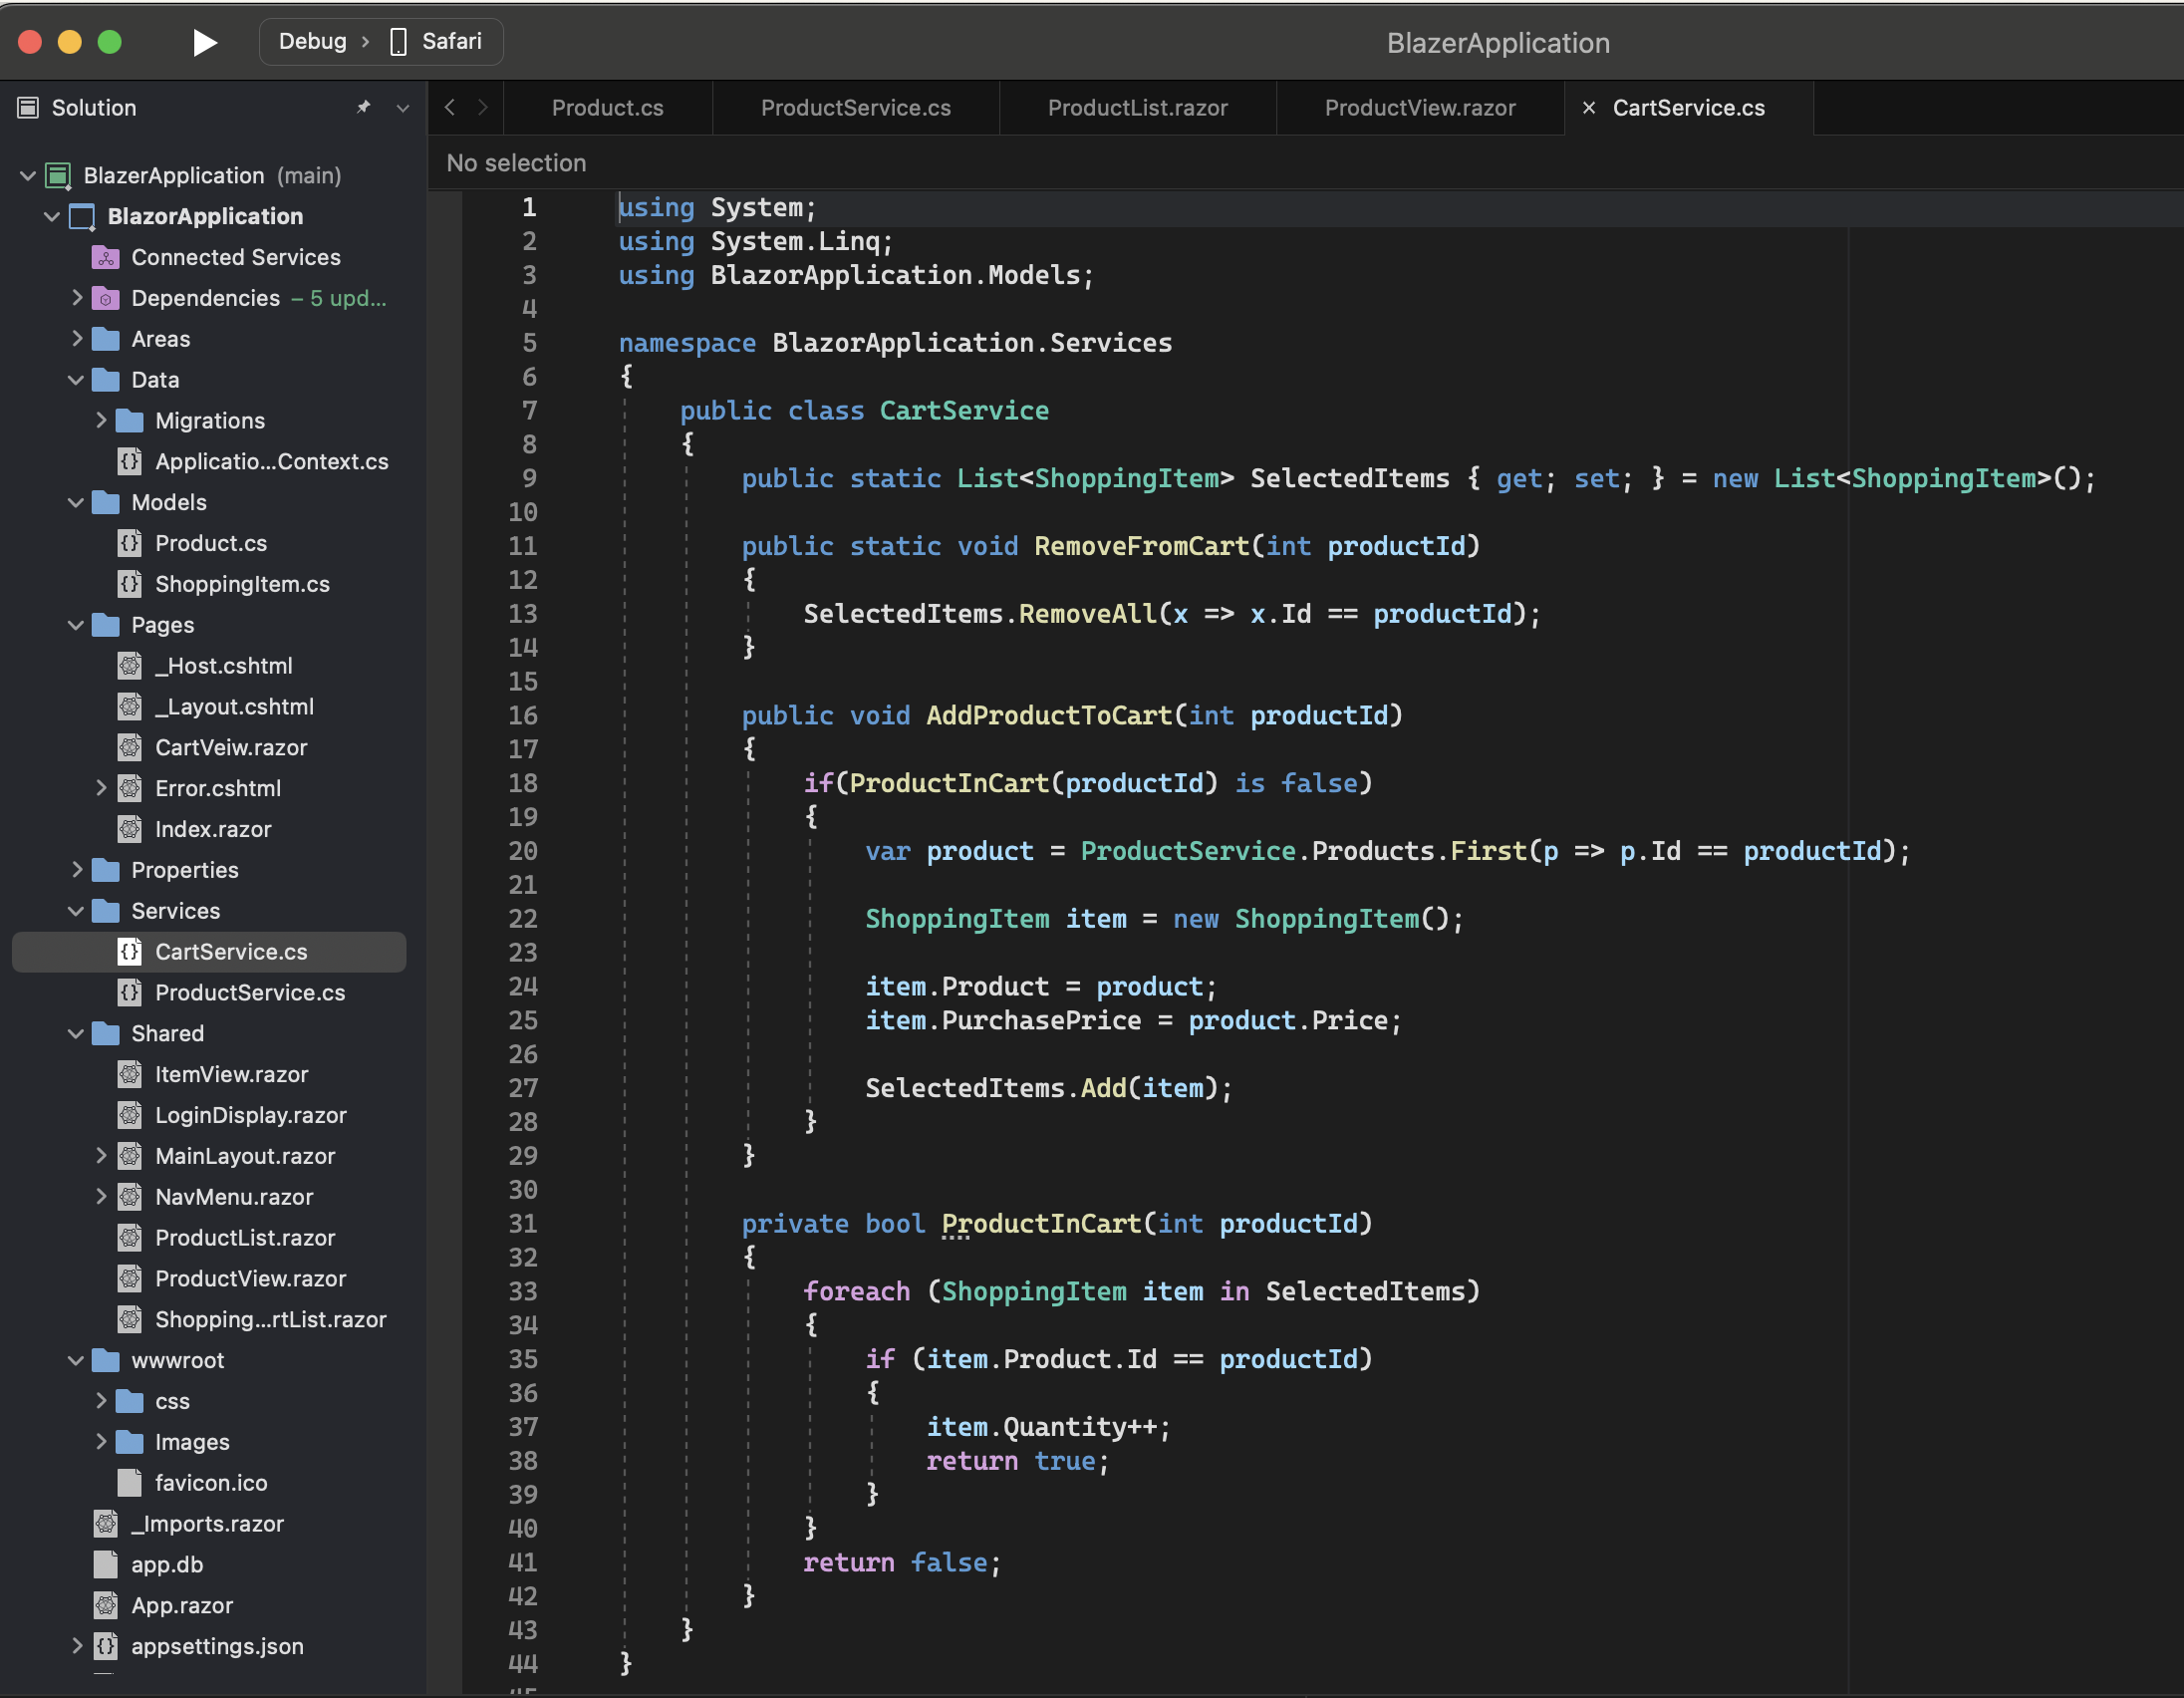 Debug › Safari
BlazerApplication
Solution
Product.cs
ProductService.cs
ProductList.razor
ProductView.razor
× CartService.cs
No selection
BlazerApplication (main)
BlazorApplication
Connected Services
Dependencies – 5 upd...
Areas
Data
Migrations
Applicatio...Context.cs
Models
Product.cs
ShoppingItem.cs
Pages
_Host.cshtml
_Layout.cshtml
CartVeiw.razor
Error.cshtml
Index.razor
Properties
Services
CartService.cs
ProductService.cs
Shared
ItemView.razor
LoginDisplay.razor
MainLayout.razor
NavMenu.razor
ProductList.razor
ProductView.razor
Shopping...rtList.razor
wwwroot
css
Images
favicon.ico
_Imports.razor
app.db
App.razor
appsettings.json
1 using System;
2 using System.Linq;
3 using BlazorApplication.Models;
4
5 namespace BlazorApplication.Services
6 {
7 public class CartService
8 {
9 public static List<ShoppingItem> SelectedItems { get; set; } = new List<ShoppingItem>();
10
11 public static void RemoveFromCart(int productId)
12 {
13 SelectedItems.RemoveAll(x => x.Id == productId);
14 }
15
16 public void AddProductToCart(int productId)
17 {
18 if(ProductInCart(productId) is false)
19 {
20 var product = ProductService.Products.First(p => p.Id == productId);
21
22 ShoppingItem item = new ShoppingItem();
23
24 item.Product = product;
25 item.PurchasePrice = product.Price;
26
27 SelectedItems.Add(item);
28 }
29 }
30
31 private bool ProductInCart(int productId)
32 {
33 foreach (ShoppingItem item in SelectedItems)
34 {
35 if (item.Product.Id == productId)
36 {
37 item.Quantity++;
38 return true;
39 }
40 }
41 return false;
42 }
43 }
44 }